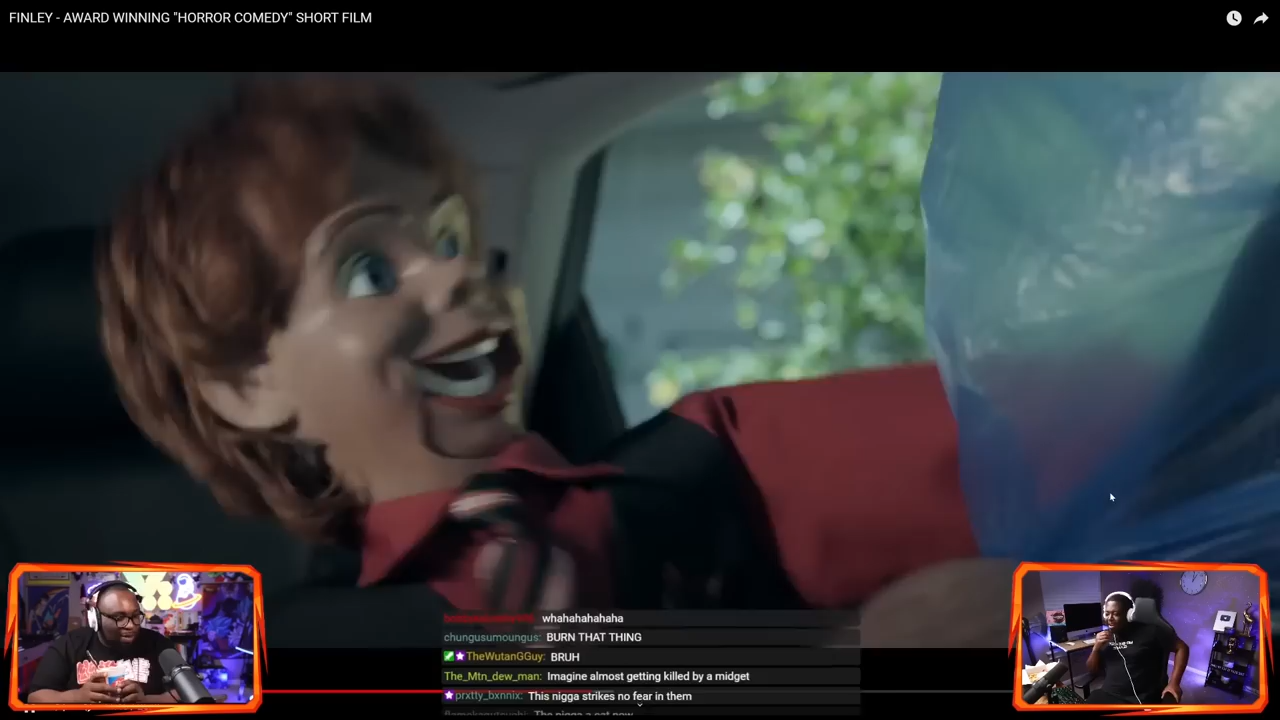 FINLEY - AWARD WINNING "HORROR COMEDY" SHORT FILM
whahahahahaha
chungusumoungus: BURN THAT THING
TheWutanGGuy: BRUH
The_Mtn_dew_man: Imagine almost getting killed by a midget
prxtty_bxnnix: This nigga strikes no fear in them